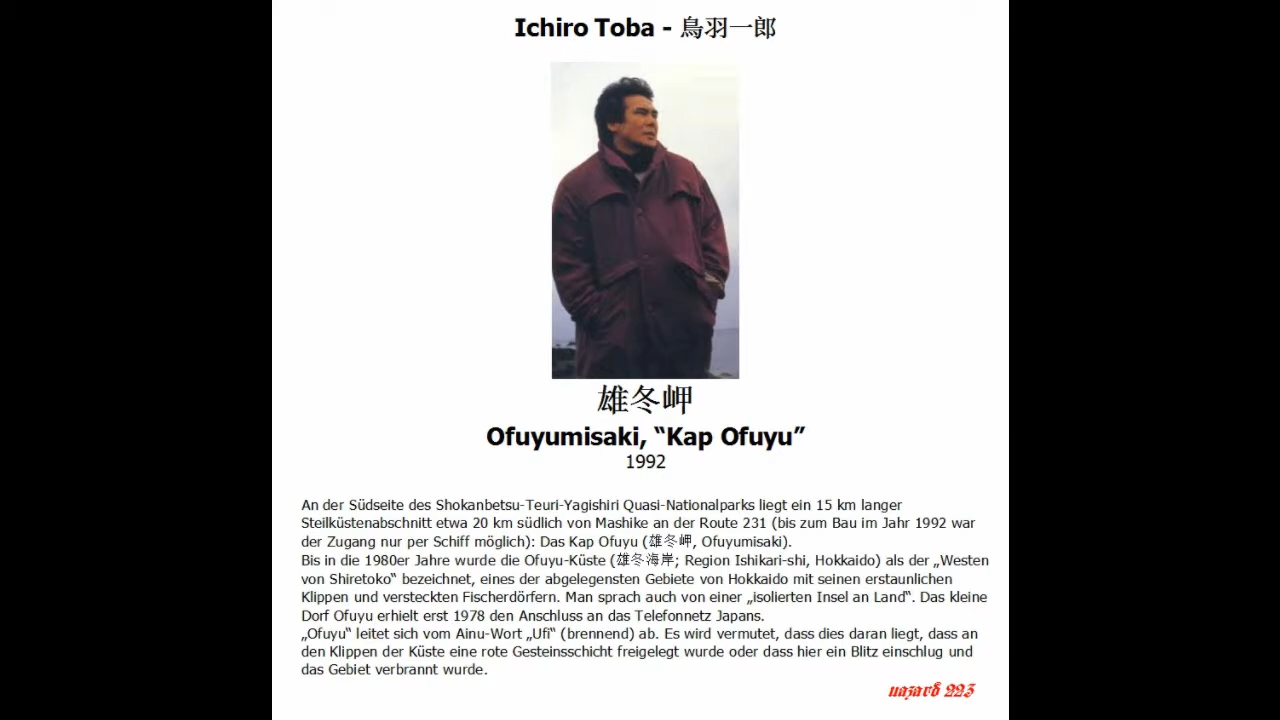 Ichiro Toba - 鳥羽一郎
雄冬岬
Ofuyumisaki, “Kap Ofuyu”
1992
An der Südseite des Shokanbetsu-Teuri-Yagishiri Quasi-Nationalparks liegt ein 15 km langer
Steilküstenabschnitt etwa 20 km südlich von Mashike an der Route 231 (bis zum Bau im Jahr 1992 war
der Zugang nur per Schiff möglich): Das Kap Ofuyu (雄冬岬, Ofuyumisaki).
Bis in die 1980er Jahre wurde die Ofuyu-Küste (雄冬海岸; Region Ishikari-shi, Hokkaido) als der „Westen
von Shiretoko“ bezeichnet, eines der abgelegensten Gebiete von Hokkaido mit seinen erstaunlichen
Klippen und versteckten Fischerdörfern. Man sprach auch von einer „isolierten Insel an Land“. Das kleine
Dorf Ofuyu erhielt erst 1978 den Anschluss an das Telefonnetz Japans.
„Ofuyu“ leitet sich vom Ainu-Wort „Ufi“ (brennend) ab. Es wird vermutet, dass dies daran liegt, dass an
den Klippen der Küste eine rote Gesteinsschicht freigelegt wurde oder dass hier ein Blitz einschlug und
das Gebiet verbrannt wurde.
nazard 223